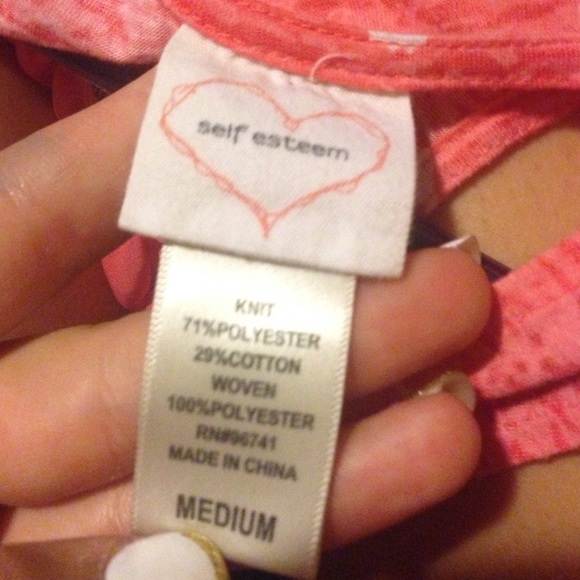 self esteem
KNIT
71%POLYESTER
29%COTTON
WOVEN
100%POLYESTER
RN#96741
MADE IN CHINA
MEDIUM